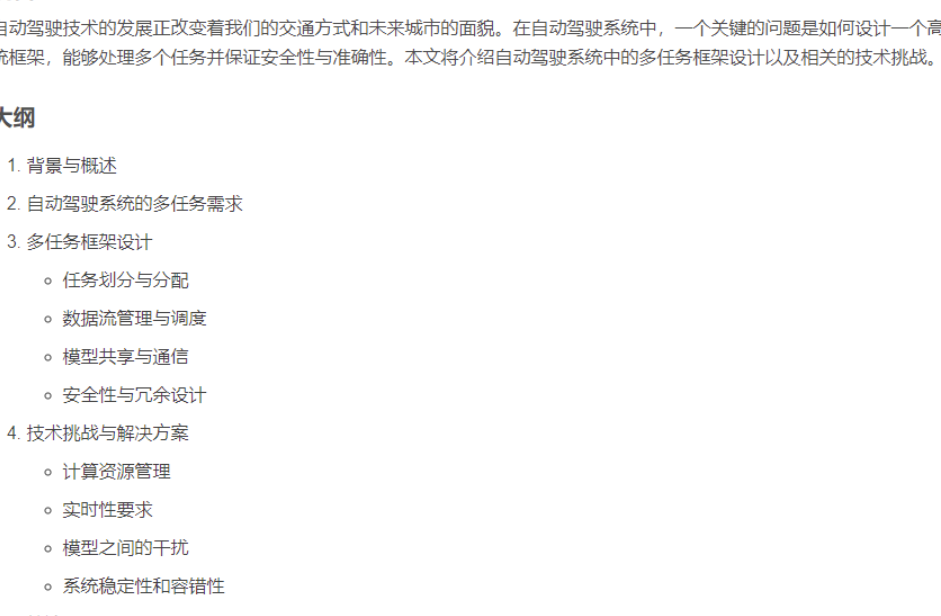 动驾驶技术的发展正改变着我们的交通方式和未来城市的面貌。在自动驾驶系统中，一个关键的问题是如何设计一个高
框架，能够处理多个任务并保证安全性与准确性。本文将介绍自动驾驶系统中的多任务框架设计以及相关的技术挑战。
大纲
1. 背景与概述
2. 自动驾驶系统的多任务需求
3. 多任务框架设计
◦ 任务划分与分配
◦ 数据流管理与调度
◦ 模型共享与通信
◦ 安全性与冗余设计
4. 技术挑战与解决方案
◦ 计算资源管理
◦ 实时性要求
◦ 模型之间的干扰
◦ 系统稳定性和容错性